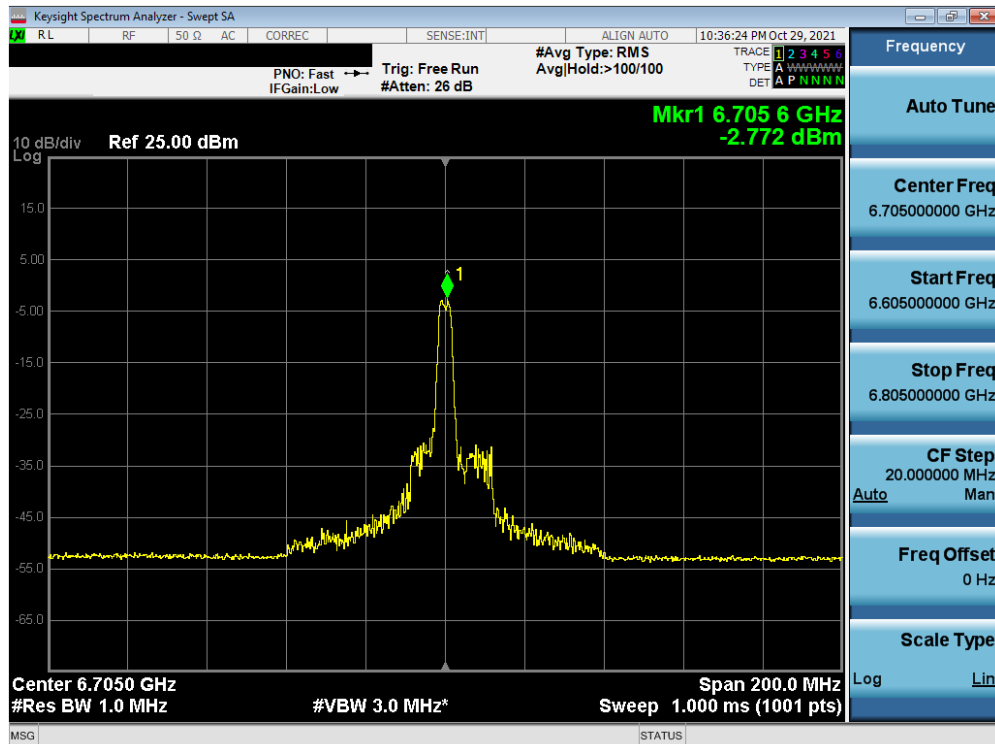 Keysight Spectrum Analyzer - Swept SA
LXI RL RF 50 Ω AC CORREC SENSE:INT ALIGN AUTO 10:36:24 PM Oct 29, 2021
PNO: Fast
IFGain:Low
Trig: Free Run
#Atten: 26 dB
#Avg Type: RMS
Avg|Hold:>100/100
TRACE 1 2 3 4 5 6
TYPE A WWWWW
DET A P N N N N
Mkr1 6.705 6 GHz
-2.772 dBm
10 dB/div Ref 25.00 dBm
Log
15.0
5.00
-5.00
-15.0
-25.0
-35.0
-45.0
-55.0
-65.0
1
Center 6.7050 GHz Span 200.0 MHz
#Res BW 1.0 MHz #VBW 3.0 MHz* Sweep 1.000 ms (1001 pts)
MSG STATUS
Frequency
Auto Tune
Center Freq
6.705000000 GHz
Start Freq
6.605000000 GHz
Stop Freq
6.805000000 GHz
CF Step
20.000000 MHz
Auto Man
Freq Offset
0 Hz
Scale Type
Log Lin